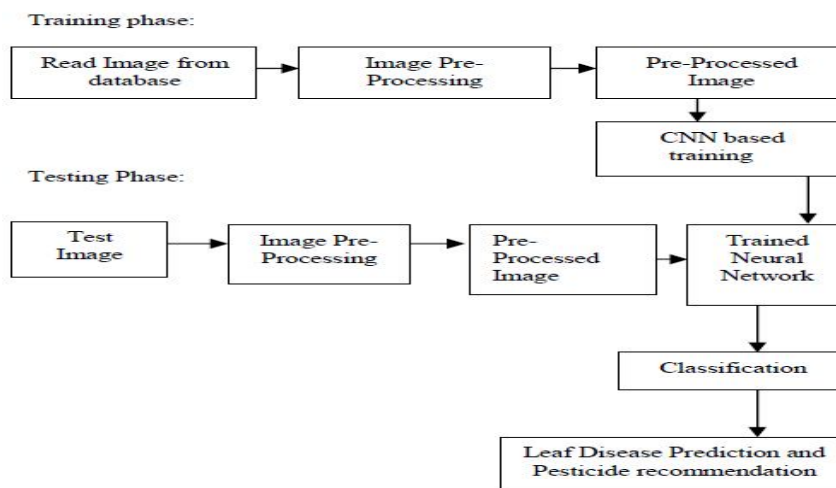 Training phase:
Read Image from
database
Image Pre-
Processing
Pre-Processed
Image
CNN based
training
Testing Phase:
Test
Image
Image Pre-
Processing
Pre-
Processed
Image
Trained
Neural
Network
Classification
Leaf Disease Prediction and
Pesticide recommendation